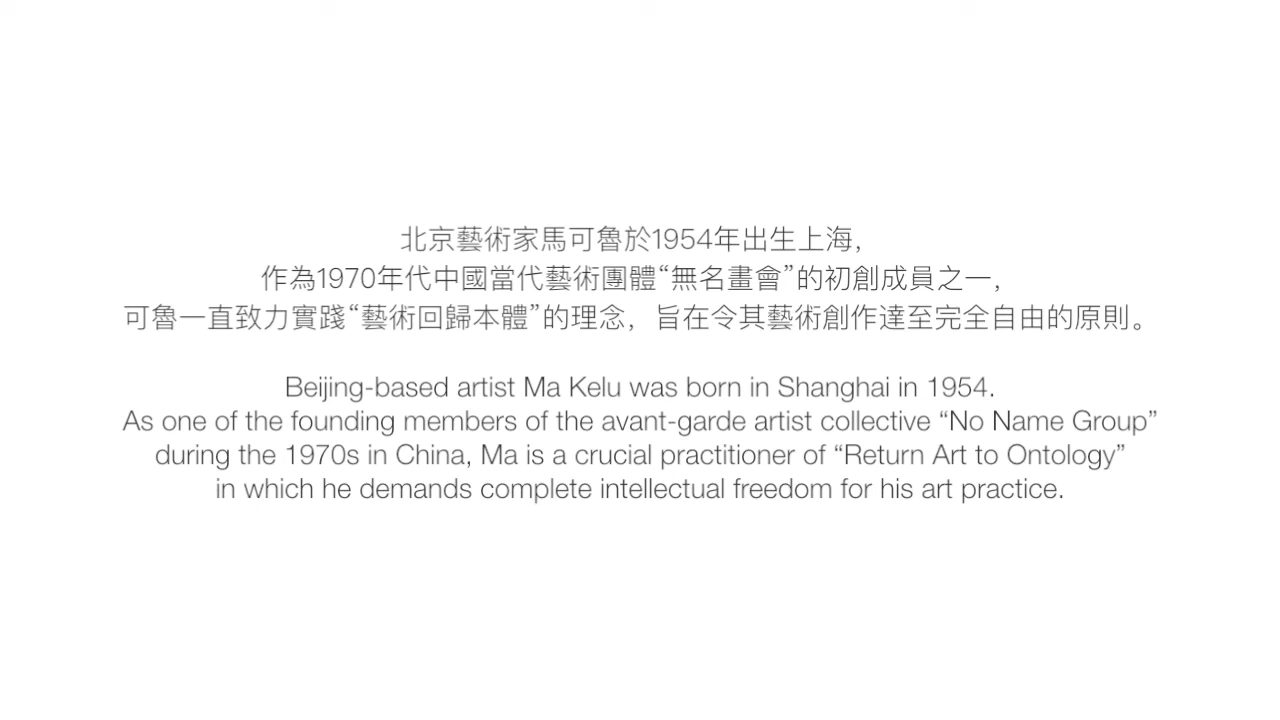 北京藝術家馬可魯於1954年出生上海，
作為1970年代中國當代藝術團體“無名畫會”的初創成員之一，
可魯一直致力實踐“藝術回歸本體”的理念，旨在令其藝術創作達至完全自由的原則。
Beijing-based artist Ma Kelu was born in Shanghai in 1954.
As one of the founding members of the avant-garde artist collective “No Name Group”
during the 1970s in China, Ma is a crucial practitioner of “Return Art to Ontology”
in which he demands complete intellectual freedom for his art practice.